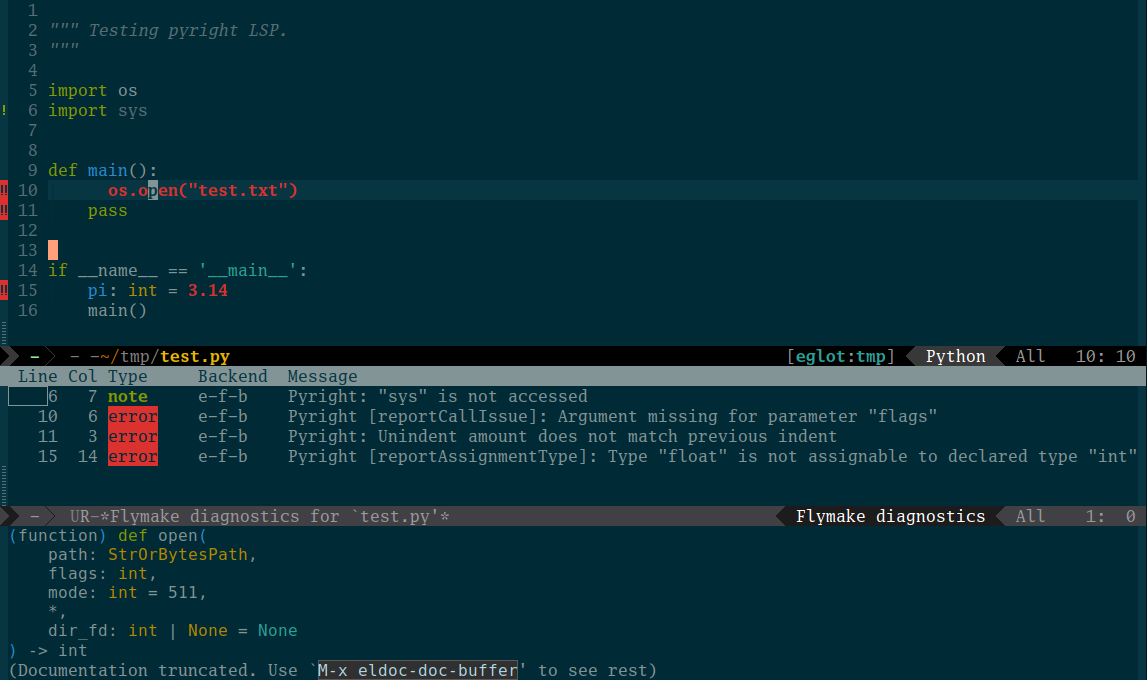 1
2 """ Testing pyright LSP.
3 """
4
5 import os
! 6 import sys
7
8
9 def main():
!! 10       os.open("test.txt")
!! 11     pass
12
13
14 if __name__ == '__main__':
!! 15     pi: int = 3.14
16     main()
- - -~/tmp/test.py [eglot:tmp] Python All 10: 10
Line Col Type Backend Message
6 7 note e-f-b Pyright: "sys" is not accessed
10 6 error e-f-b Pyright [reportCallIssue]: Argument missing for parameter "flags"
11 3 error e-f-b Pyright: Unindent amount does not match previous indent
15 14 error e-f-b Pyright [reportAssignmentType]: Type "float" is not assignable to declared type "int"
- UR-*Flymake diagnostics for `test.py'* Flymake diagnostics All 1: 0
(function) def open(
    path: StrOrBytesPath,
    flags: int,
    mode: int = 511,
    *,
    dir_fd: int | None = None
) -> int
(Documentation truncated. Use `M-x eldoc-doc-buffer' to see rest)